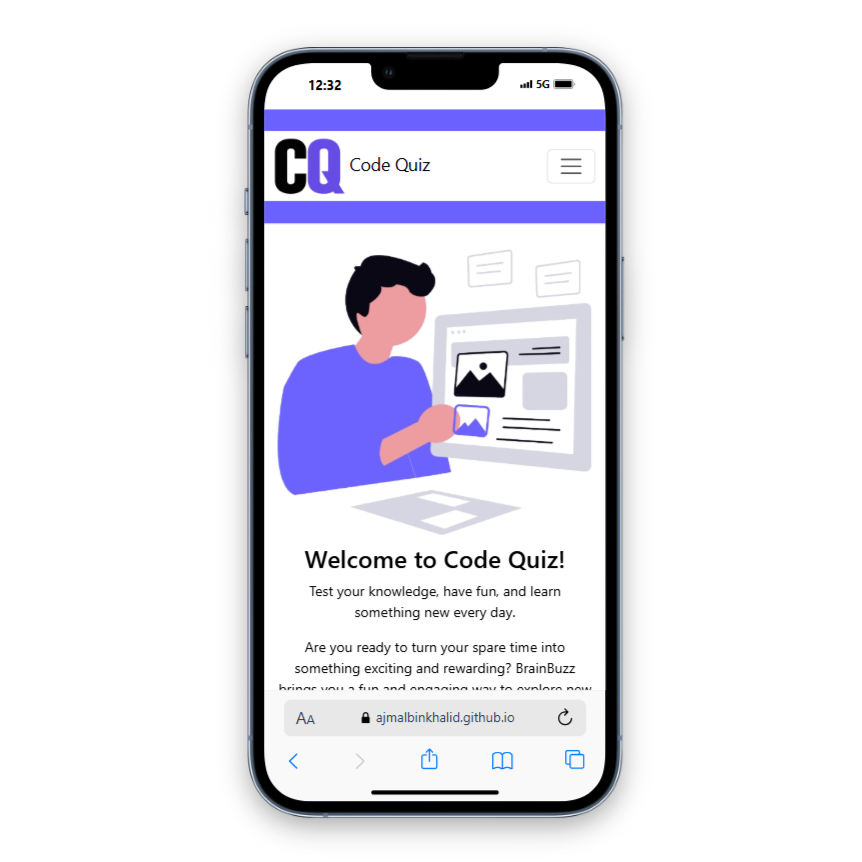 12:32
5G
CQ
Code Quiz
Welcome to Code Quiz!
Test your knowledge, have fun, and learn
something new every day.
Are you ready to turn your spare time into
something exciting and rewarding? BrainBuzz
brings you a fun and engaging way to explore new
AA
ajmalbinkhalid.github.io